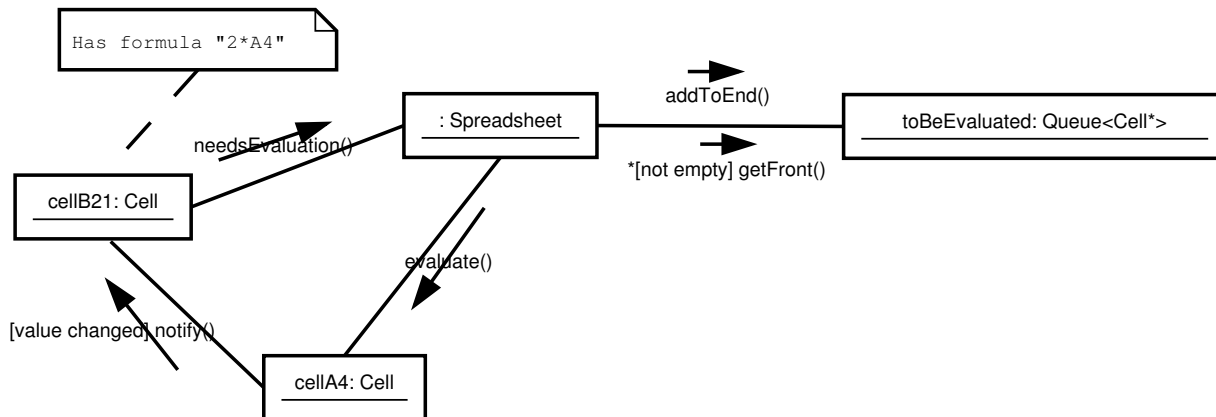 Has formula "2*A4"
addToEnd()
: Spreadsheet
toBeEvaluated: Queue<Cell*>
needsEvaluation()
*[not empty] getFront()
cellB21: Cell
evaluate()
[value changed] notify()
cellA4: Cell